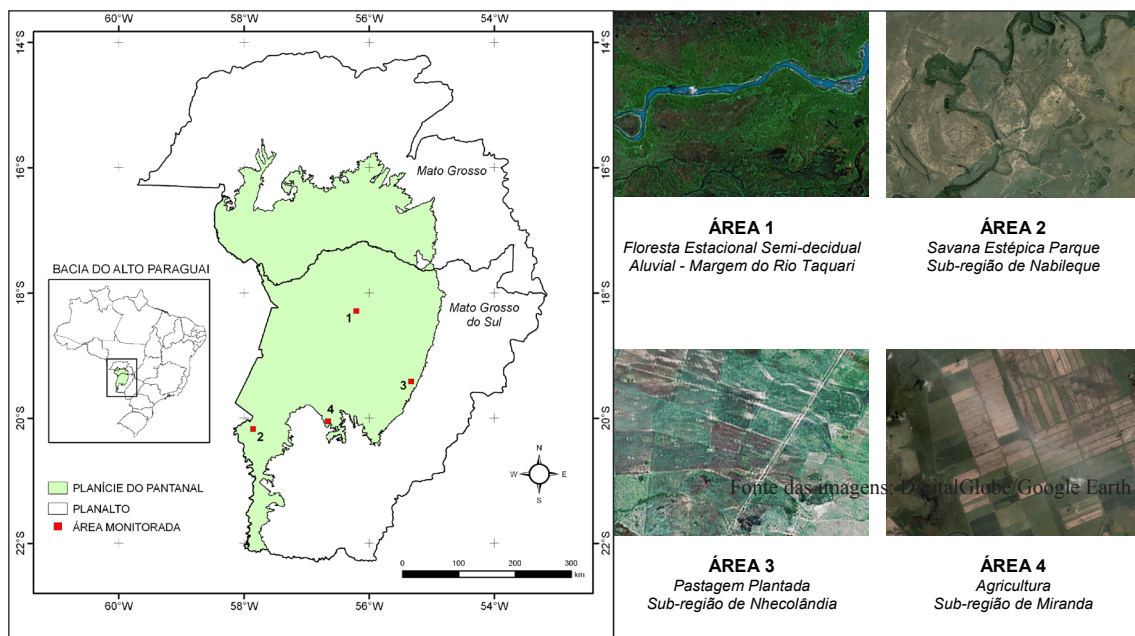 60°W
58°W
56°W
54°W
14°S
14°S
16°S
16°S
Mato Grosso
BACIA DO ALTO PARAGUAI
18°S
18°S
Mato Grosso
do Sul
1
3
4
2
20°S
20°S
N
W
E
S
PLANÍCIE DO PANTANAL
PLANALTO
ÁREA MONITORADA
22°S
22°S
0
100
200
300
km
60°W
58°W
56°W
54°W
ÁREA 1
Floresta Estacional Semi-decidual
Aluvial - Margem do Rio Taquari
ÁREA 2
Savana Estépica Parque
Sub-região de Nabileque
Fonte das imagens: DigitalGlobe/Google Earth
ÁREA 3
Pastagem Plantada
Sub-região de Nhecolândia
ÁREA 4
Agricultura
Sub-região de Miranda